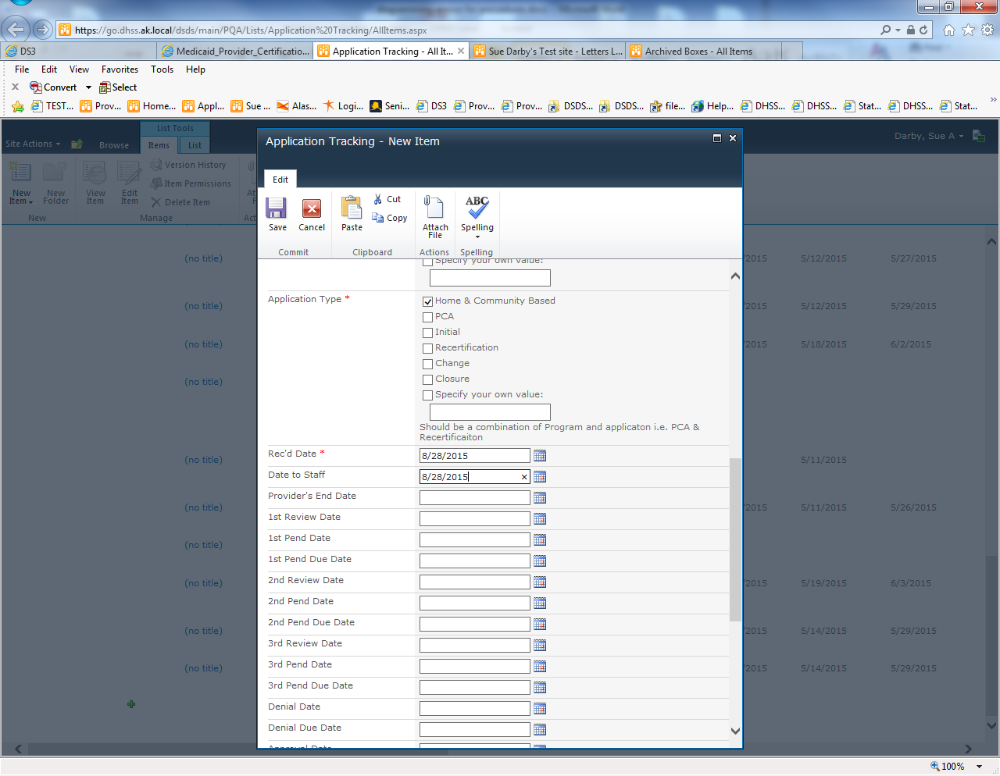 https://go.dhss.ak.local/dsds/main/PQA/Lists/Application%20Tracking/AllItems.aspx
DS3
Medicaid_Provider_Certificatio...
Application Tracking - All It...
Sue Darby's Test site - Letters L...
Archived Boxes - All Items
File Edit View Favorites Tools Help
Convert Select
TEST... Prov... Home... Appl... Sue ... Alas... Logi... Seni... DS3 Prov... Prov... DSDS... DSDS... file... Help... DHSS... DHSS... Stat... DHSS... Stat...
List Tools
Site Actions Browse Items List
Darby, Sue A
New Item
New Folder
New
View Item
Edit Item
Version History
Item Permissions
Delete Item
Manage
Application Tracking - New Item
Edit
Save
Cancel
Commit
Paste
Cut
Copy
Clipboard
Attach File
Actions
ABC
Spelling
Spelling
Specify your own value:
Application Type *
Home & Community Based
PCA
Initial
Recertification
Change
Closure
Specify your own value:
Should be a combination of Program and applicaton i.e. PCA &
Recertificaiton
Rec'd Date * 8/28/2015
Date to Staff 8/28/2015
Provider's End Date
1st Review Date
1st Pend Date
1st Pend Due Date
2nd Review Date
2nd Pend Date
2nd Pend Due Date
3rd Review Date
3rd Pend Date
3rd Pend Due Date
Denial Date
Denial Due Date
Approval Date
(no title) /2015 5/12/2015 5/27/2015
(no title) /2015 5/12/2015 5/29/2015
(no title) /2015 5/18/2015 6/2/2015
(no title)
(no title) 5/11/2015
(no title) /2015 5/11/2015 5/26/2015
(no title)
(no title) /2015 5/19/2015 6/3/2015
(no title) /2015 5/14/2015 5/29/2015
(no title) /2015 5/14/2015 5/29/2015
100%